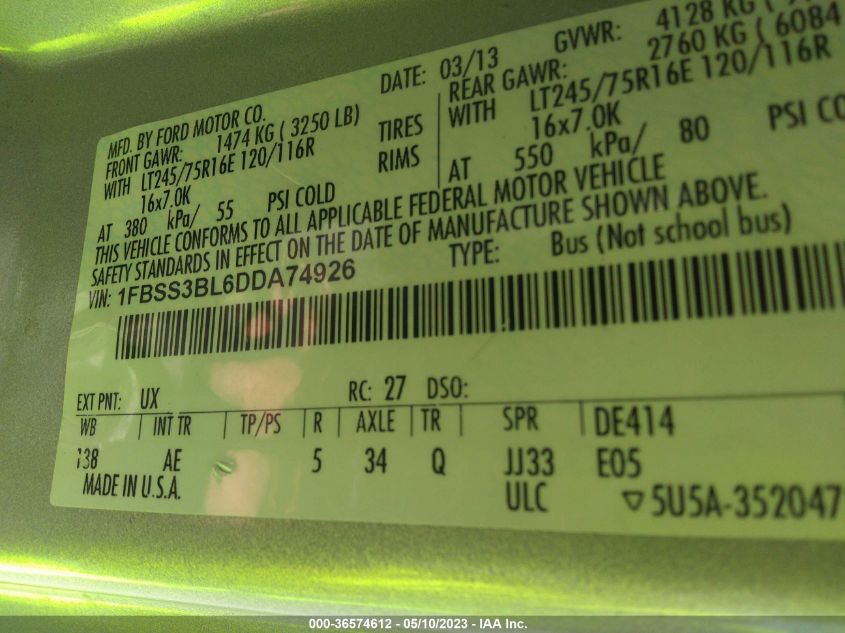 MFD. BY FORD MOTOR CO. DATE: 03/13 GVWR: 4128 KG
FRONT GAWR: 1474 KG ( 3250 LB) REAR GAWR: 2760 KG ( 6084
WITH LT245/75R16E 120/116R TIRES WITH LT245/75R16E 120/116R
16x7.0K RIMS 16x7.0K
AT 380 kPa/ 55 PSI COLD AT 550 kPa/ 80 PSI COLD
THIS VEHICLE CONFORMS TO ALL APPLICABLE FEDERAL MOTOR VEHICLE
SAFETY STANDARDS IN EFFECT ON THE DATE OF MANUFACTURE SHOWN ABOVE.
VIN: 1FBSS3BL6DDA74926 TYPE: Bus (Not school bus)
EXT PNT: UX RC: 27 DSO:
WB | INT TR | TP/PS | R | AXLE | TR | SPR | DE414
138 AE 5 34 Q JJ33 E05
MADE IN U.S.A. ULC ▽5U5A-352047
000-36574612 - 05/10/2023 - IAA Inc.